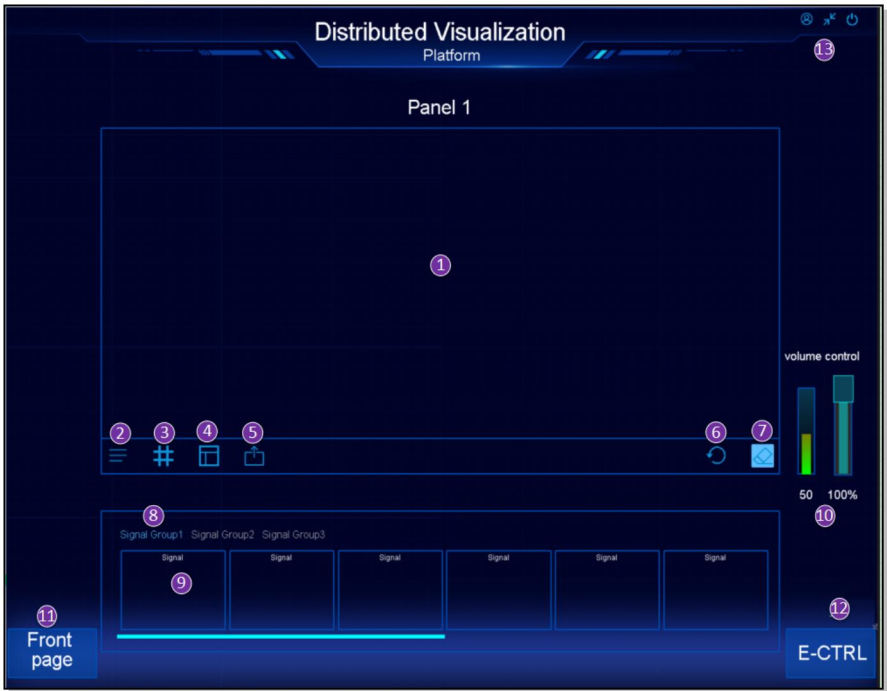 Distributed Visualization
Platform
13
Panel 1
1
volume control
2 3 4 5 6 7
50 100%
10
8
Signal Group1 Signal Group2 Signal Group3
Signal Signal Signal Signal Signal Signal
9
11
Front
page
12
E-CTRL